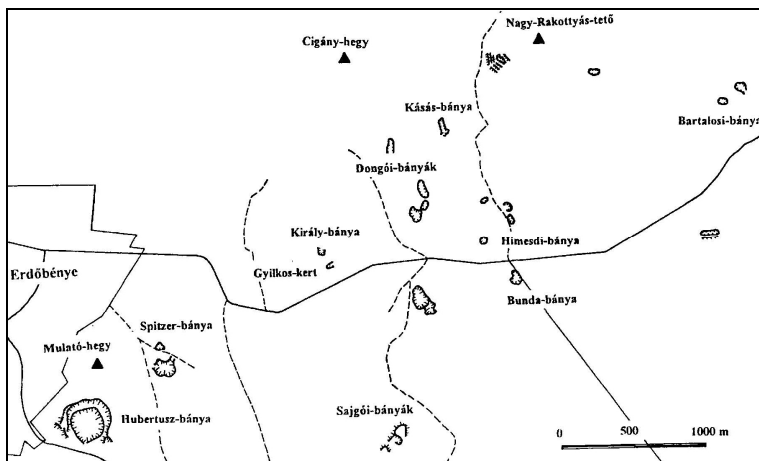 Nagy-Rakottyás-tető
Cigány-hegy
Kásás-bánya
Bartalosi-bánya
Dongói-bányák
Király-bánya
Himesdi-bánya
Gyilkos-kert
Erdőbénye
Bunda-bánya
Spitzer-bánya
Mulató-hegy
Hubertusz-bánya
Sajgói-bányák
0 500 1000 m